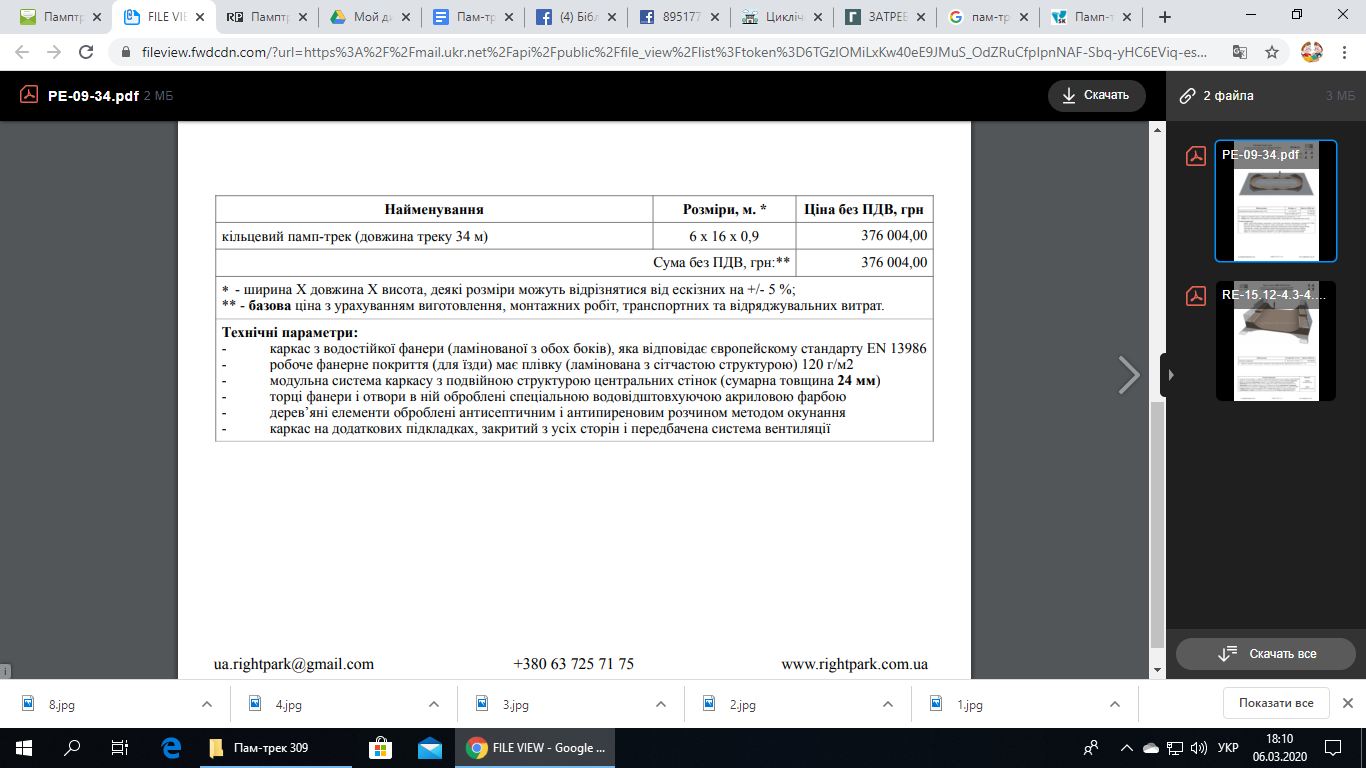 Пампт
FILE VIEW
Пампт
Мой ди
Пам-тр
(4) Бібл
895177
Цикліч
ЗАТРЕБ
пам-тр
Памп-т
fileview.fwdcdn.com/?url=https%3A%2F%2Fmail.ukr.net%2Fapi%2Fpublic%2Ffile_view%2Flist%3Ftoken%3D6TGzlOMiLxKw40eE9JMuS_OdZRuCfpIpnNAF-Sbq-yHC6EViq-es...
PE-09-34.pdf 2 МБ
Скачать
2 файла
3 МБ
PE-09-34.pdf
RE-15.12-4.3-4....
Найменування Розміри, м. * Ціна без ПДВ, грн
кільцевий памп-трек (довжина треку 34 м) 6 х 16 х 0,9 376 004,00
Сума без ПДВ, грн:** 376 004,00
* - ширина Х довжина Х висота, деякі розміри можуть відрізнятися від ескізних на +/- 5 %;
** - базова ціна з урахуванням виготовлення, монтажних робіт, транспортних та відряджувальних витрат.
Технічні параметри:
- каркас з водостійкої фанери (ламінованої з обох боків), яка відповідає європейскому стандарту EN 13986
- робоче фанерне покриття (для їзди) має плівку (ламінована з сітчастою структурою) 120 г/м2
- модульна система каркасу з подвійною структурою центральних стінок (сумарна товщина 24 мм)
- торці фанери і отвори в ній оброблені спеціальною водовідштовхуючою акриловою фарбою
- дерев’яні елементи оброблені антисептичним і антипиреновим розчином методом окунання
- каркас на додаткових підкладках, закритий з усіх сторін і передбачена система вентиляції
ua.rightpark@gmail.com +380 63 725 71 75 www.rightpark.com.ua
Скачать все
8.jpg
4.jpg
3.jpg
2.jpg
1.jpg
Показати все
Пам-трек 309
FILE VIEW - Google ...
УКР
18:10
06.03.2020